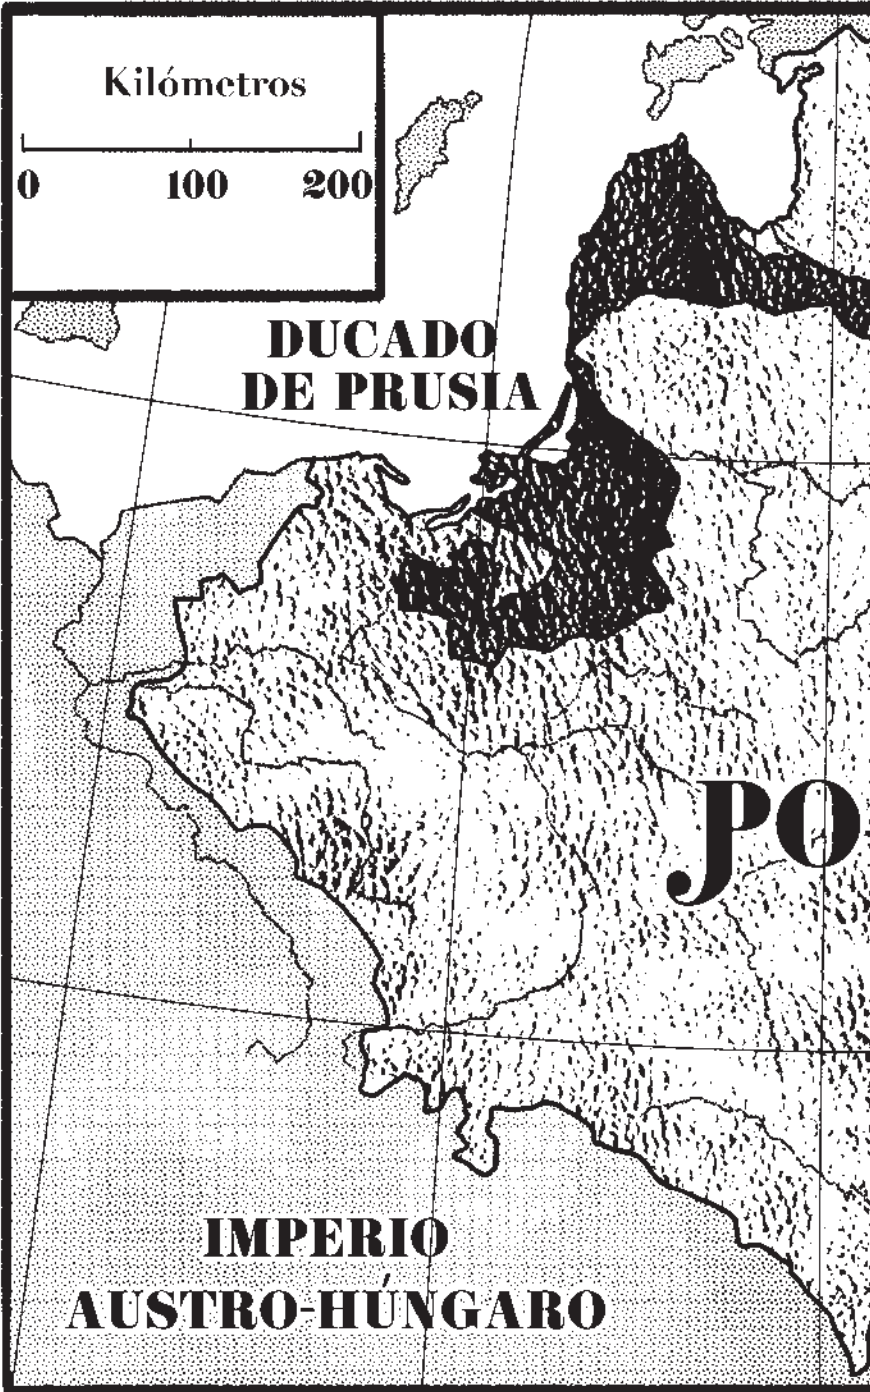 Kilómetros
0 100 200
DUCADO
DE PRUSIA
PO
IMPERIO
AUSTRO-HÚNGARO